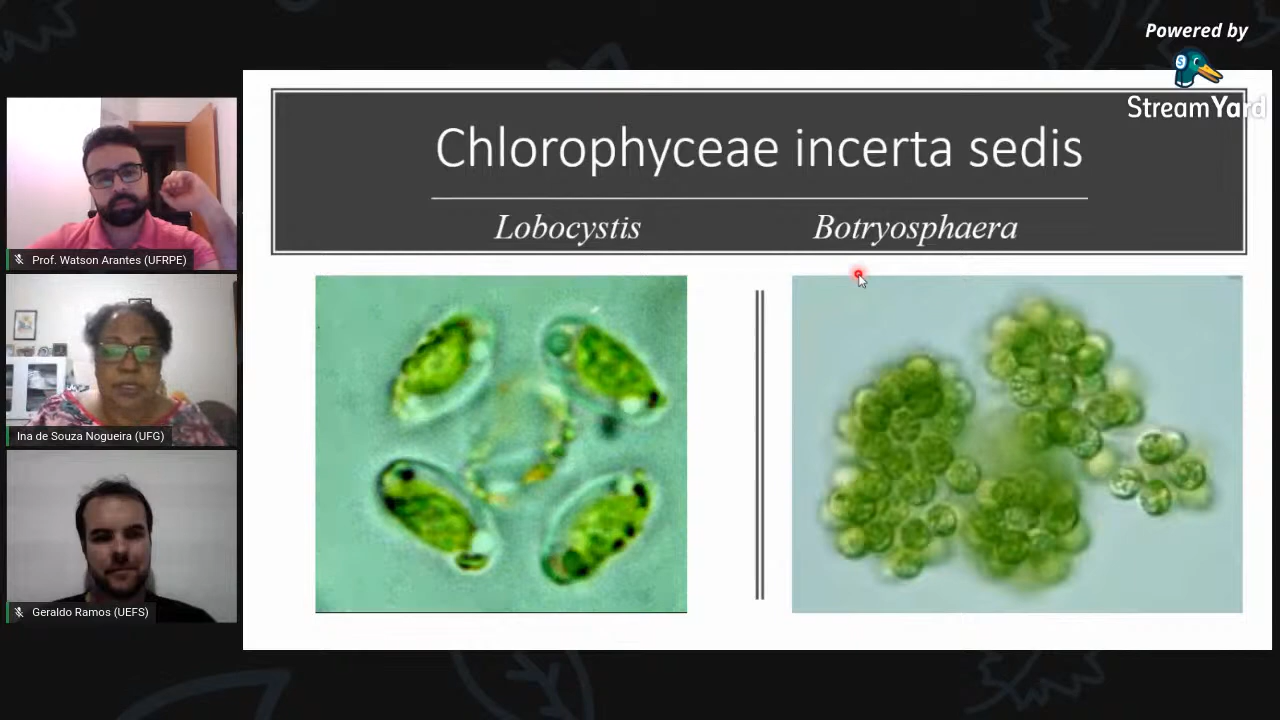 Powered by
StreamYard
Chlorophyceae incerta sedis
Lobocystis
Botryosphaera
Prof. Watson Arantes (UFRPE)
Ina de Souza Nogueira (UFG)
Geraldo Ramos (UEFS)